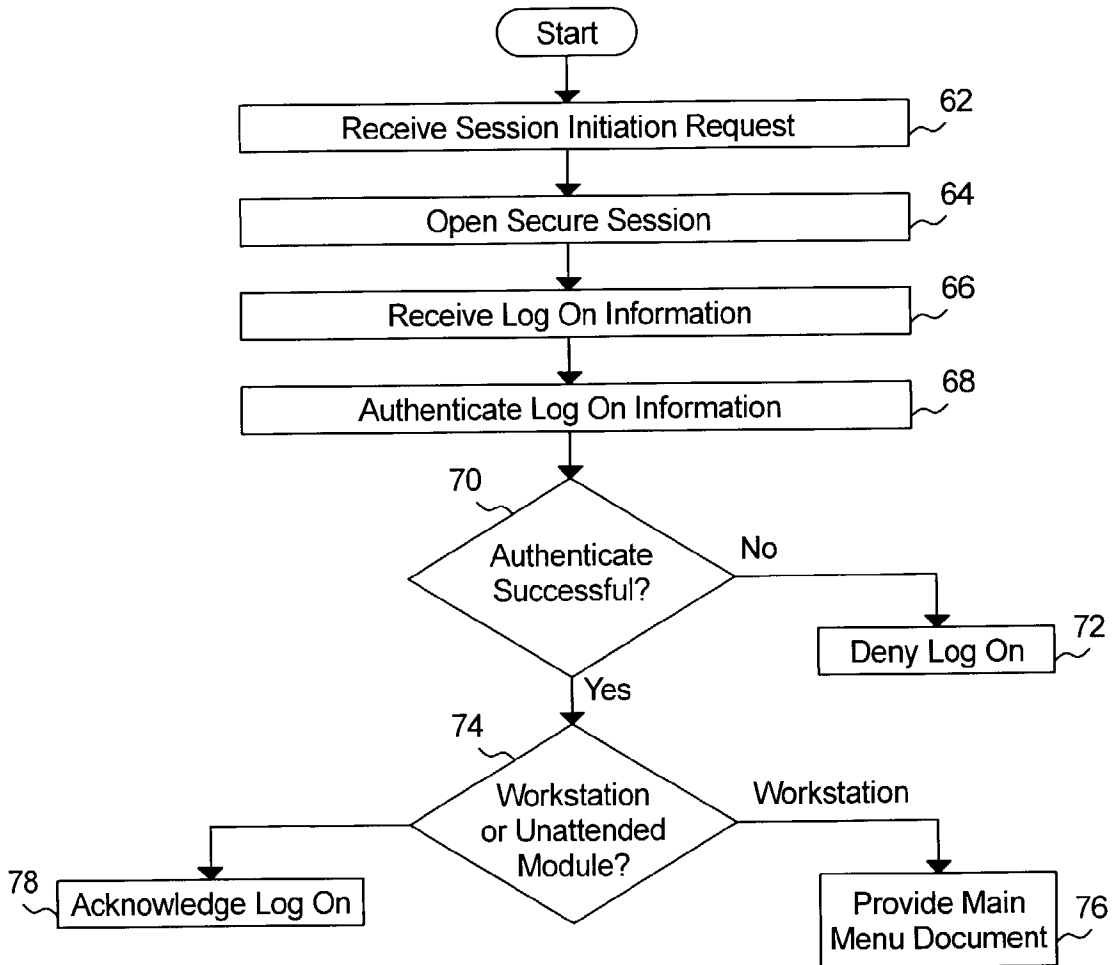 Start
62
Receive Session Initiation Request
64
Open Secure Session
66
Receive Log On Information
68
Authenticate Log On Information
70
Authenticate
Successful?
No
72
Deny Log On
Yes
74
Workstation
or Unattended
Module?
Workstation
78
Acknowledge Log On
Provide Main
Menu Document
76